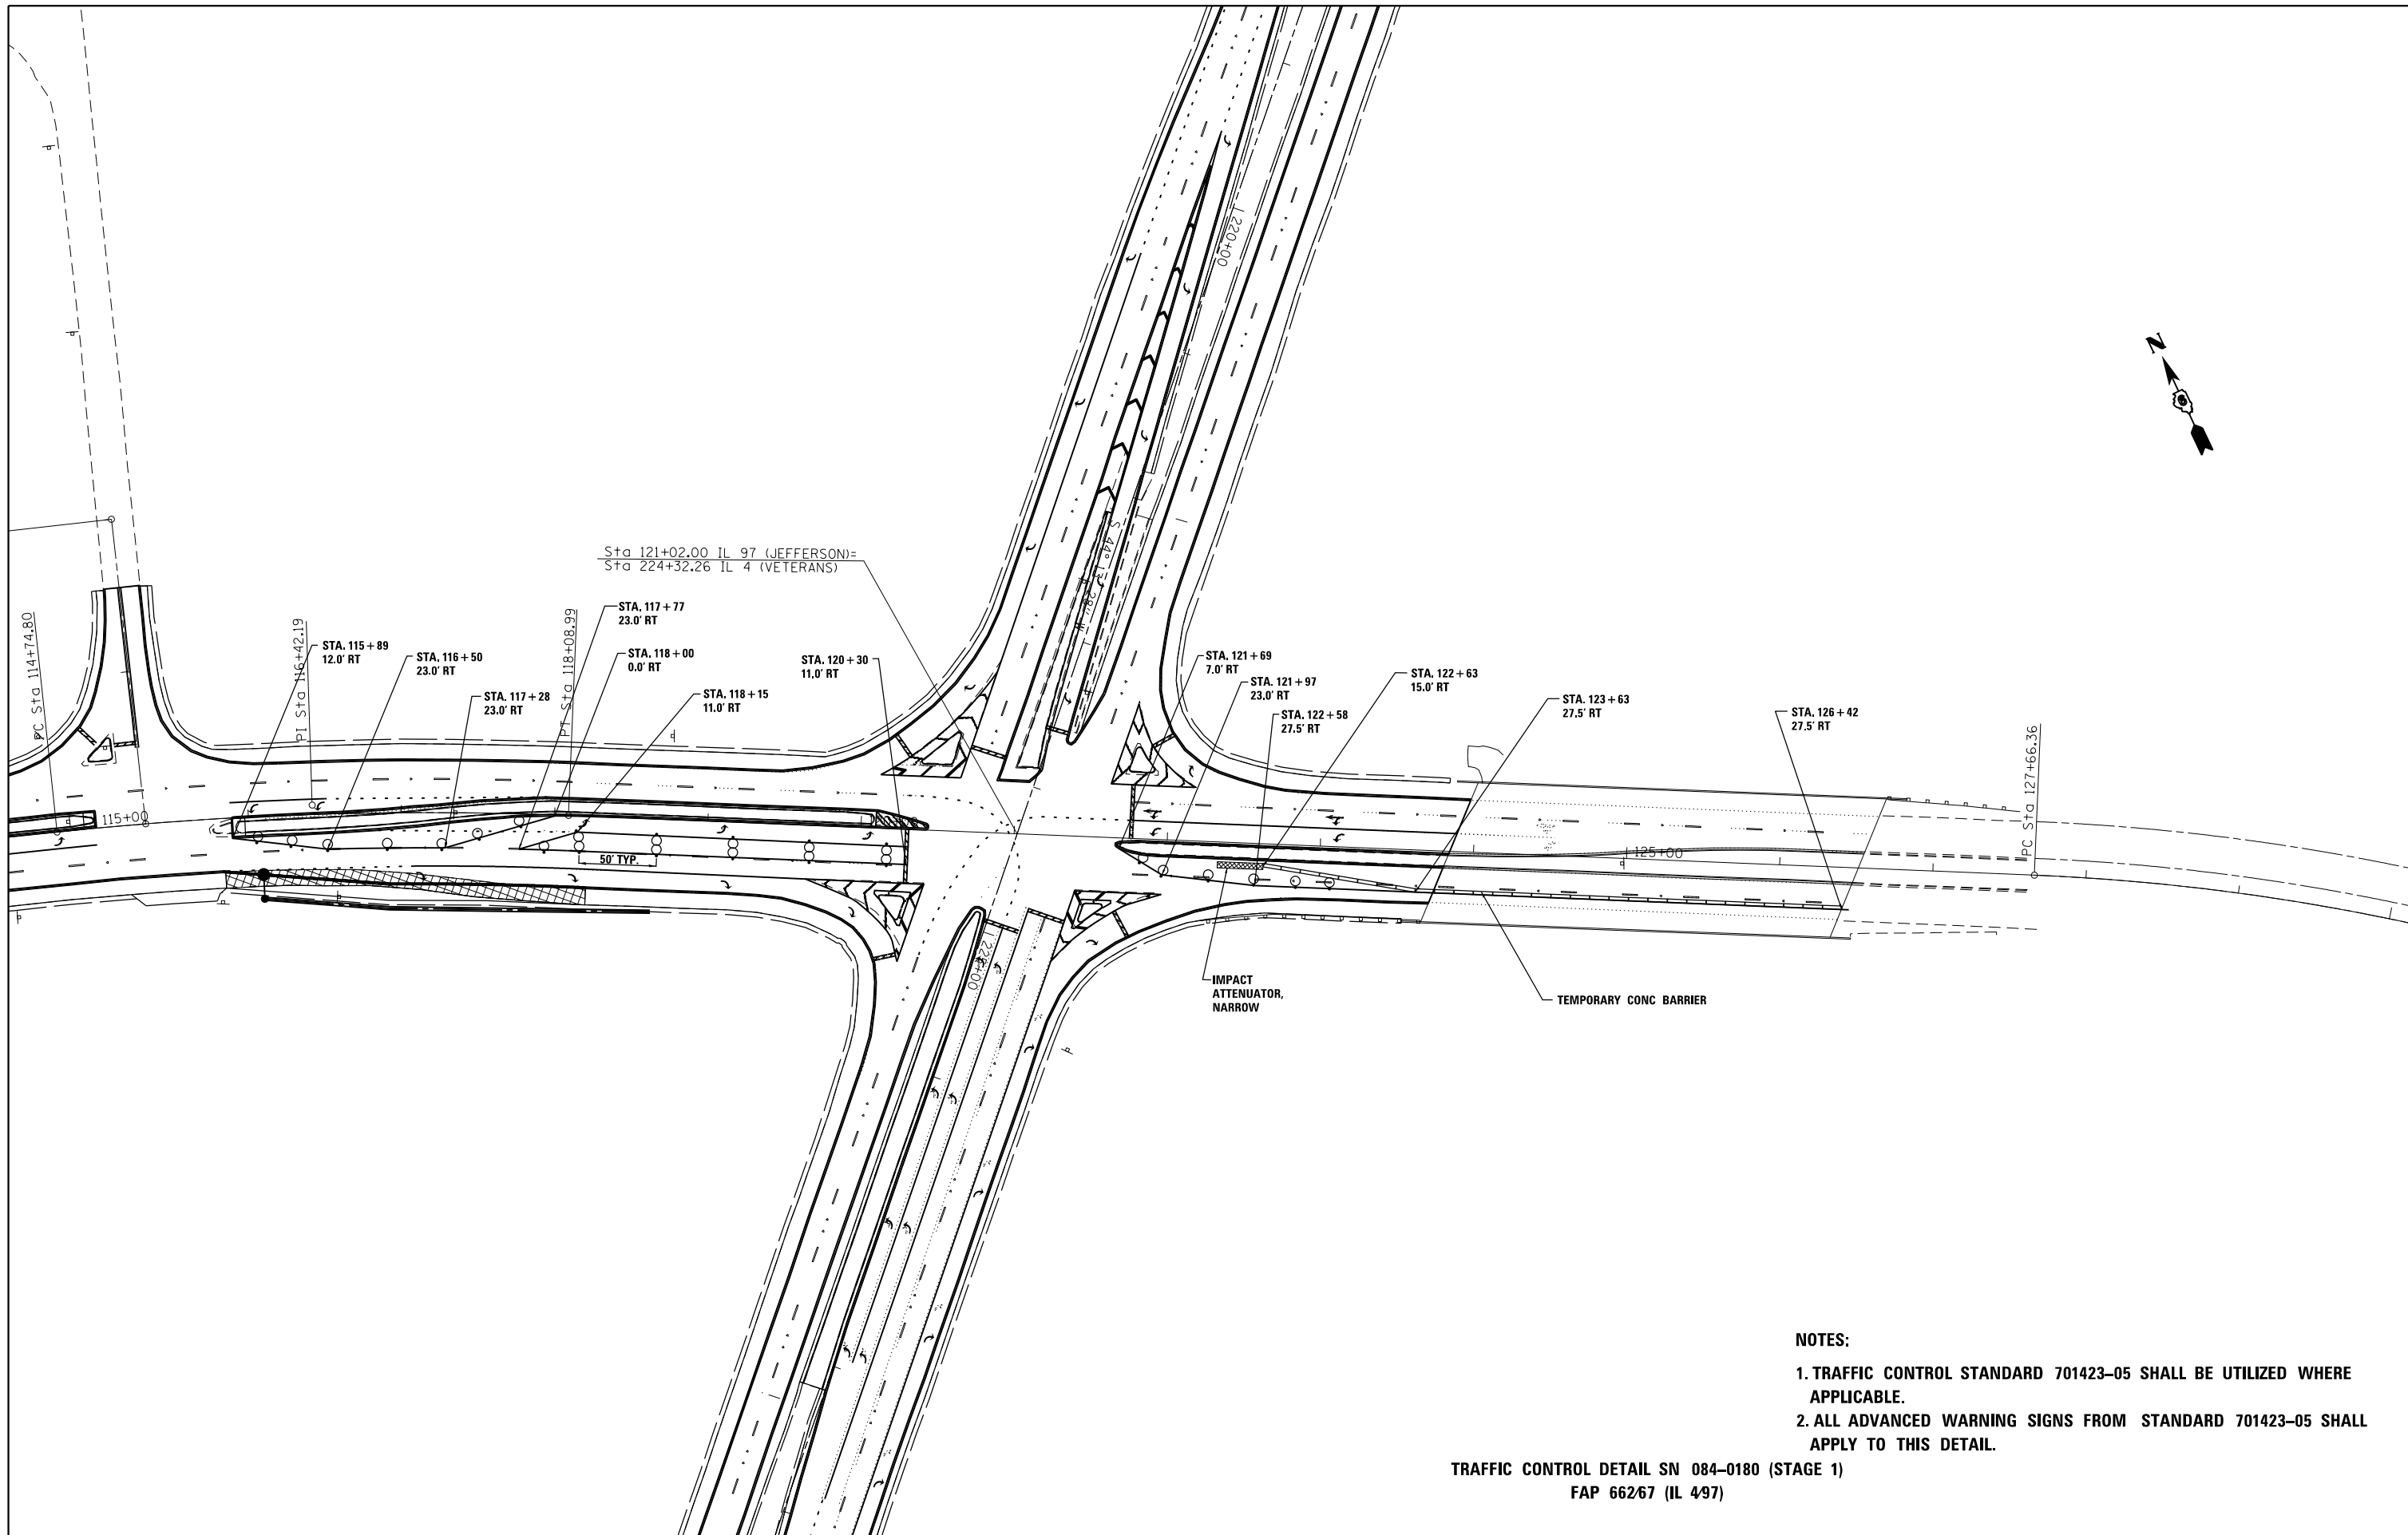 N
220+00
S 44° 13' 28" W
Sta 121+02.00 IL 97 (JEFFERSON)=
Sta 224+32.26 IL 4 (VETERANS)
PC Sta 114+74.80
PI Sta 116+42.19
PT Sta 118+08.99
STA. 115+89
12.0' RT
STA. 116+50
23.0' RT
STA. 117+28
23.0' RT
STA. 117+77
23.0' RT
STA. 118+00
0.0' RT
STA. 118+15
11.0' RT
STA. 120+30
11.0' RT
STA. 121+69
7.0' RT
STA. 121+97
23.0' RT
STA. 122+58
27.5' RT
STA. 122+63
15.0' RT
STA. 123+63
27.5' RT
STA. 126+42
27.5' RT
PC Sta 127+66.36
115+00
125+00
50' TYP.
225+00
IMPACT
ATTENUATOR,
NARROW
TEMPORARY CONC BARRIER
NOTES:
1. TRAFFIC CONTROL STANDARD 701423–05 SHALL BE UTILIZED WHERE
APPLICABLE.
2. ALL ADVANCED WARNING SIGNS FROM STANDARD 701423–05 SHALL
APPLY TO THIS DETAIL.
TRAFFIC CONTROL DETAIL SN 084–0180 (STAGE 1)
FAP 662/67 (IL 4/97)